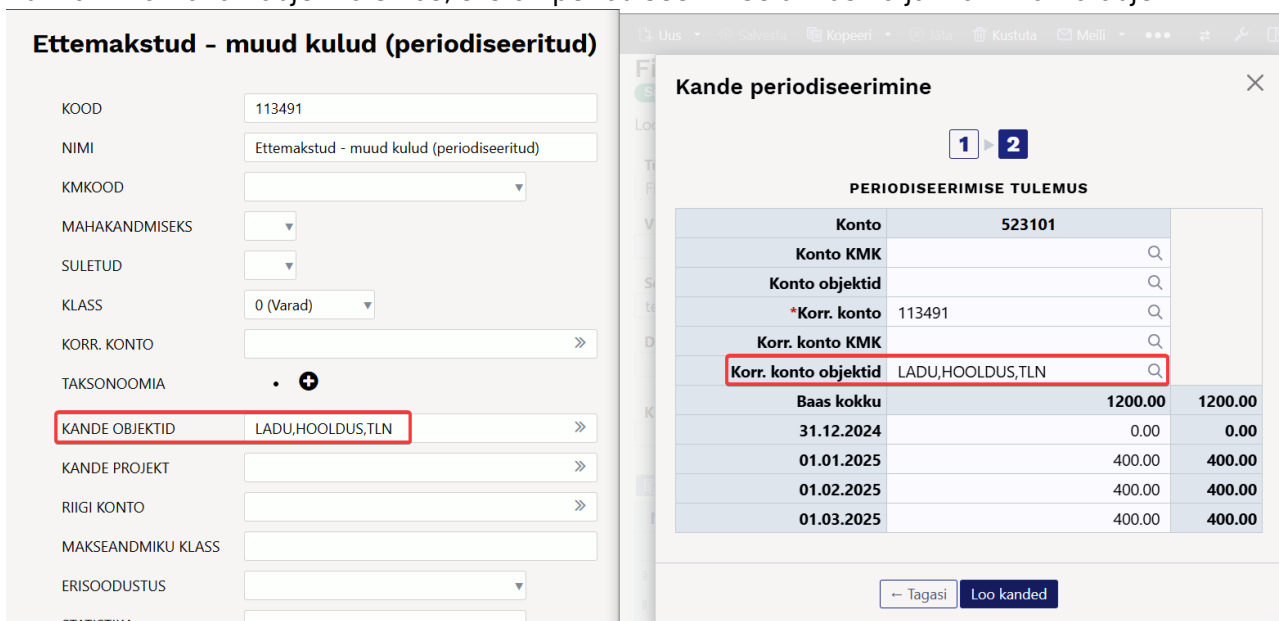 Ettemakstud - muud kulud (periodiseeritud)
KOOD 113491
NIMI Ettemakstud - muud kulud (periodiseeritud)
KMKOOD
MAHAKANDMISEKS
SULETUD
KLASS 0 (Varad)
KORR. KONTO
TAKSONOOMIA
KANDE OBJEKTID LADU,HOOLDUS,TLN
KANDE PROJEKT
RIIGI KONTO
MAKSEANDMIKU KLASS
ERISOODUSTUS
Uus Salvesta Kopeeri Jäta Kustuta Meili
Kande periodiseerimine
1 2
PERIODISEERIMISE TULEMUS
Konto 523101
Konto KMK
Konto objektid
*Korr. konto 113491
Korr. konto KMK
Korr. konto objektid LADU,HOOLDUS,TLN
Baas kokku 1200.00 1200.00
31.12.2024 0.00 0.00
01.01.2025 400.00 400.00
01.02.2025 400.00 400.00
01.03.2025 400.00 400.00
← Tagasi Loo kanded